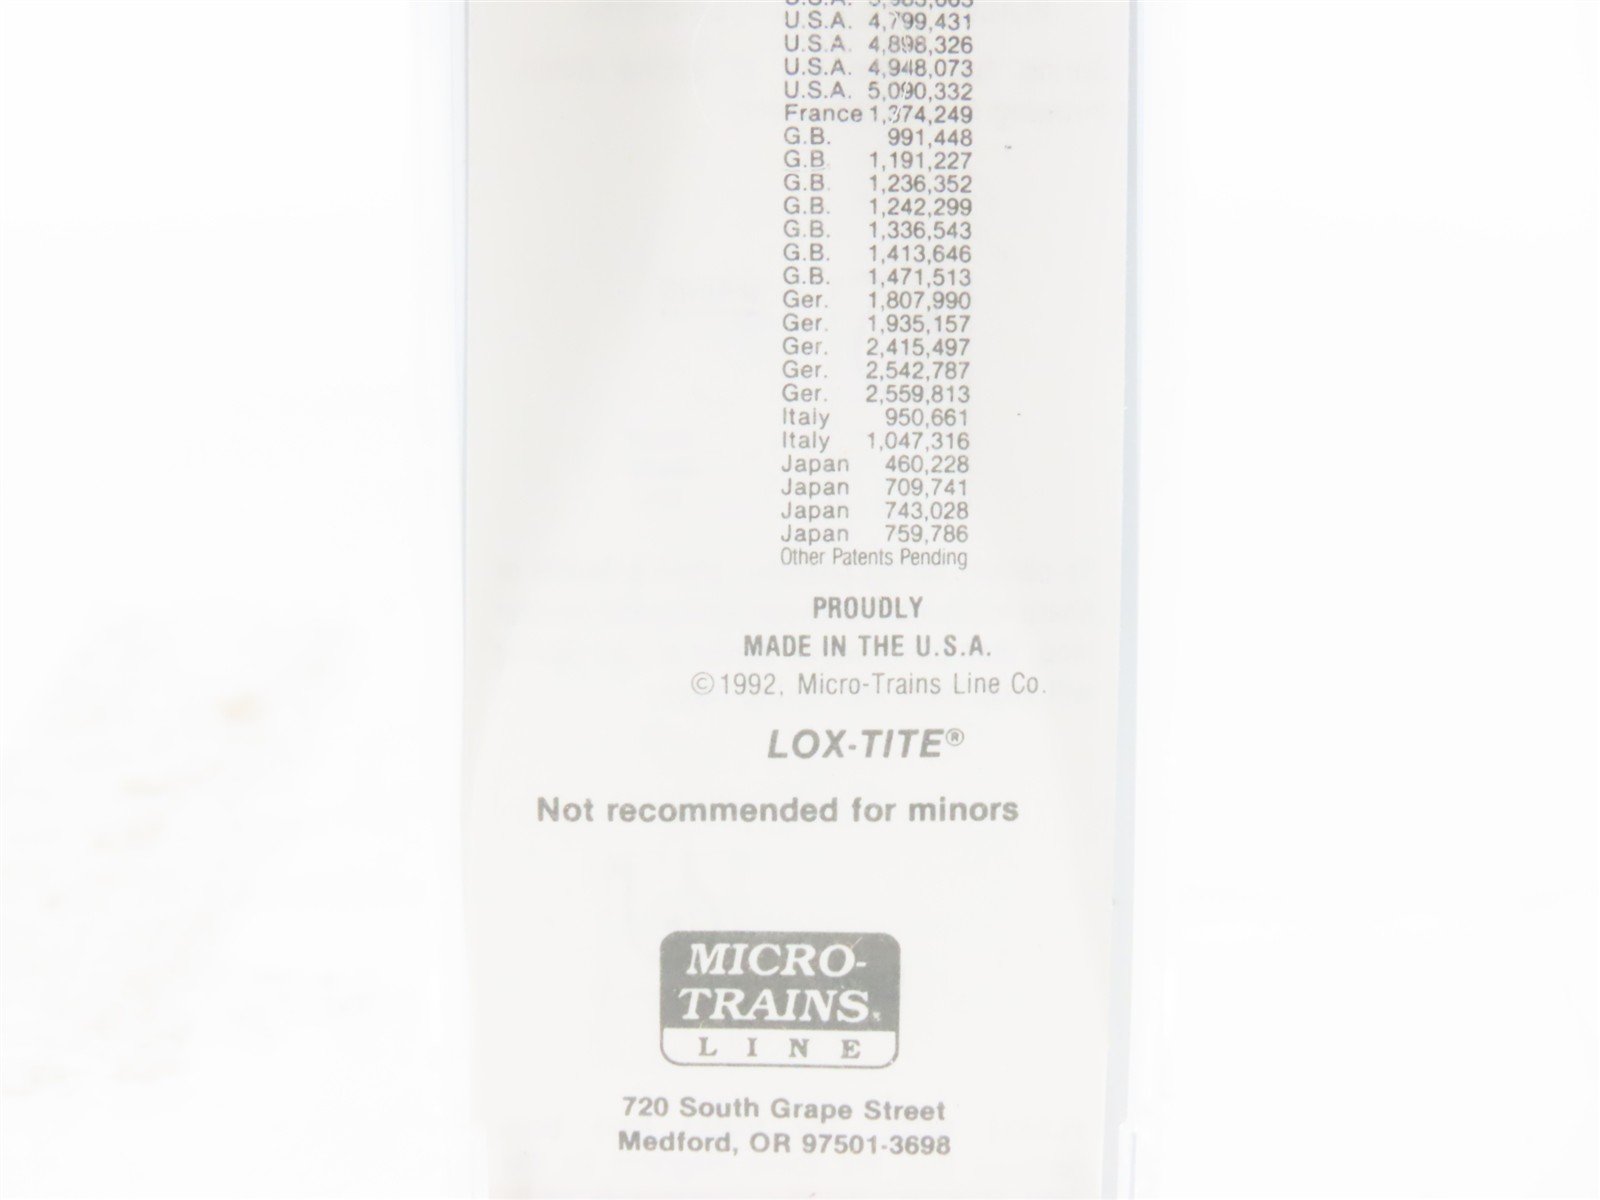 U.S.A. 4,799,431
U.S.A. 4,898,326
U.S.A. 4,948,073
U.S.A. 5,090,332
France 1,374,249
G.B. 991,448
G.B. 1,191,227
G.B. 1,236,352
G.B. 1,242,299
G.B. 1,336,543
G.B. 1,413,646
G.B. 1,471,513
Ger. 1,807,990
Ger. 1,935,157
Ger. 2,415,497
Ger. 2,542,787
Ger. 2,559,813
Italy 950,661
Italy 1,047,316
Japan 460,228
Japan 709,741
Japan 743,028
Japan 759,786
Other Patents Pending
PROUDLY
MADE IN THE U.S.A.
©1992, Micro-Trains Line Co.
LOX-TITE®
Not recommended for minors
MICRO-
TRAINS
LINE
720 South Grape Street
Medford, OR 97501-3698